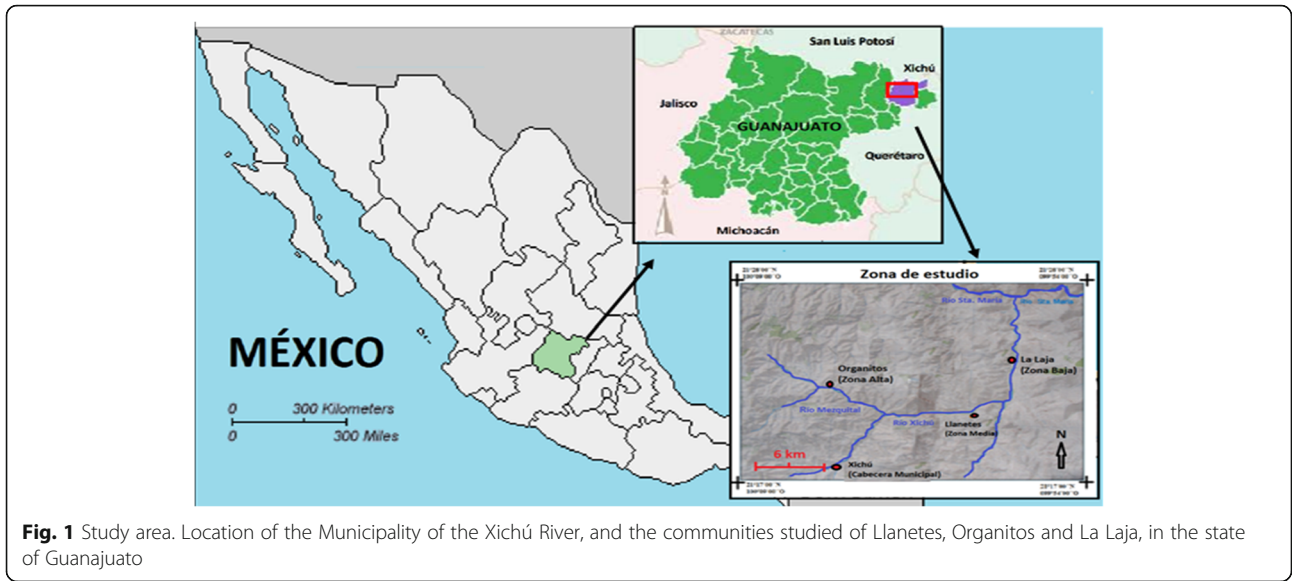 ZACATECAS
San Luis Potosí
Xichú
Jalisco
GUANAJUATO
Querétaro
N
Michoacán
MÉXICO
0 300 Kilometers
0 300 Miles
Zona de estudio
Río Sta. María
Río Sta. María
La Laja
(Zona Baja)
Organitos
(Zona Alta)
Río Mezquital
Río Xichú
Llanetes
(Zona Media)
N
6 km
Xichú
(Cabecera Municipal)
Fig. 1 Study area. Location of the Municipality of the Xichú River, and the communities studied of Llanetes, Organitos and La Laja, in the state
of Guanajuato